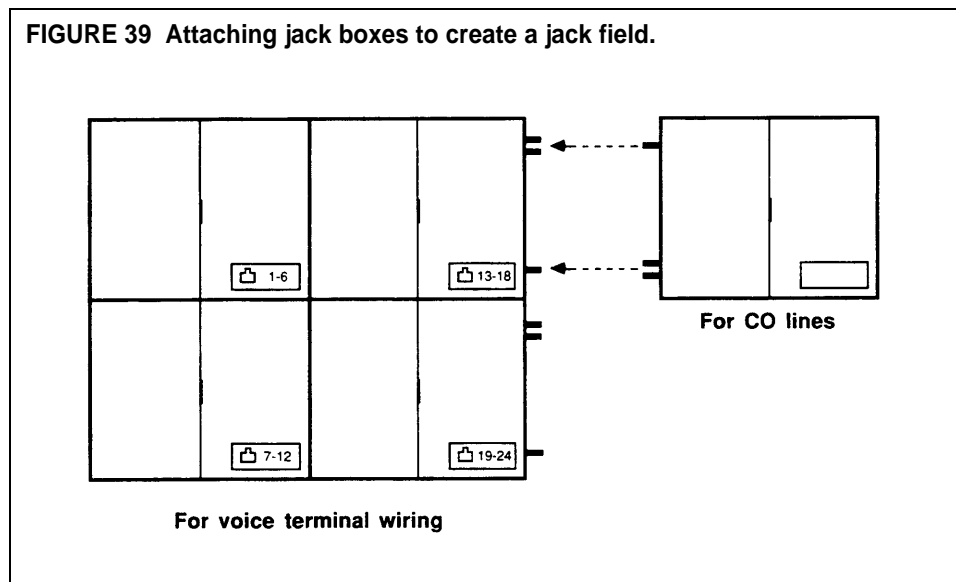 FIGURE 39 Attaching jack boxes to create a jack field.
1-6
13-18
For CO lines
7-12
19-24
For voice terminal wiring